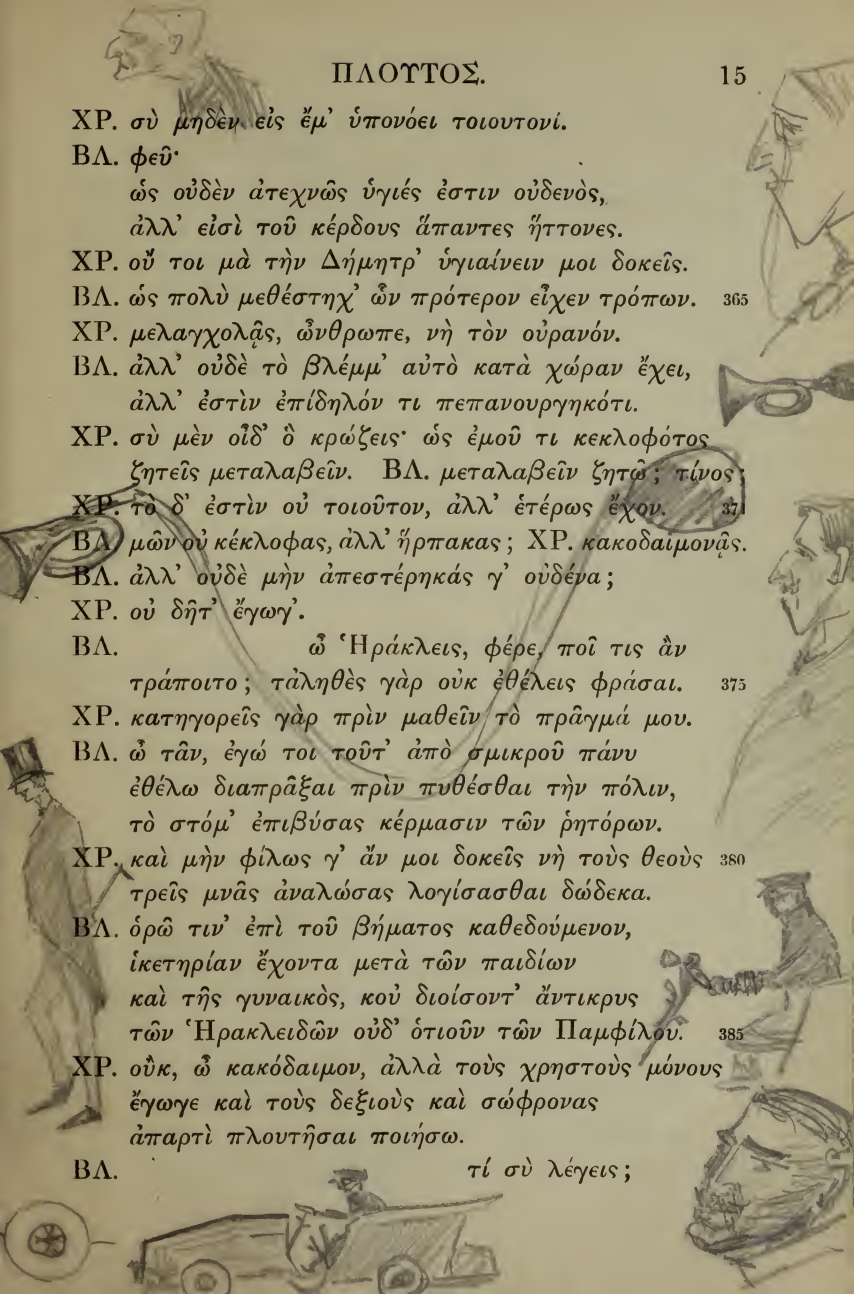 ΠΛΟΥΤΟΣ. 15
ΧΡ. σὺ μηδὲν εἰς ἔμ᾽ ὑπονόει τοιουτονί.
ΒΛ. φεῦ·
ὡς οὐδὲν ἀτεχνῶς ὑγιές ἐστιν οὐδενὸς,
ἀλλ᾽ εἰσὶ τοῦ κέρδους ἅπαντες ἥττονες.
ΧΡ. οὔ τοι μὰ τὴν Δήμητρ᾽ ὑγιαίνειν μοι δοκεῖς.
ΒΛ. ὡς πολὺ μεθέστηχ᾽ ὧν πρότερον εἶχεν τρόπων. 365
ΧΡ. μελαγχολᾷς, ὦνθρωπε, νὴ τὸν οὐρανόν.
ΒΛ. ἀλλ᾽ οὐδὲ τὸ βλέμμ᾽ αὐτὸ κατὰ χώραν ἔχει,
ἀλλ᾽ ἐστὶν ἐπίδηλόν τι πεπανουργηκότι.
ΧΡ. σὺ μὲν οἶδ᾽ ὃ κρώζεις· ὡς ἐμοῦ τι κεκλοφότος
ζητεῖς μεταλαβεῖν. ΒΛ. μεταλαβεῖν ζητῶ; τίνος;
ΧΡ. τὸ δ᾽ ἐστὶν οὐ τοιοῦτον, ἀλλ᾽ ἑτέρως ἔχον. 371
ΒΛ. μῶν οὐ κέκλοφας, ἀλλ᾽ ἥρπακας; ΧΡ. κακοδαιμονᾷς.
ΒΛ. ἀλλ᾽ οὐδὲ μὴν ἀπεστέρηκάς γ᾽ οὐδένα;
ΧΡ. οὐ δῆτ᾽ ἔγωγ᾽.
ΒΛ. ὦ Ἡράκλεις, φέρε, ποῖ τις ἂν
τράποιτο; τἀληθὲς γὰρ οὐκ ἐθέλεις φράσαι. 375
ΧΡ. κατηγορεῖς γὰρ πρὶν μαθεῖν τὸ πρᾶγμά μου.
ΒΛ. ὦ τᾶν, ἐγώ τοι τοῦτ᾽ ἀπὸ σμικροῦ πάνυ
ἐθέλω διαπρᾶξαι πρὶν πυθέσθαι τὴν πόλιν,
τὸ στόμ᾽ ἐπιβύσας κέρμασιν τῶν ῥητόρων.
ΧΡ. καὶ μὴν φίλως γ᾽ ἄν μοι δοκεῖς νὴ τοὺς θεοὺς 380
τρεῖς μνᾶς ἀναλώσας λογίσασθαι δώδεκα.
ΒΛ. ὁρῶ τιν᾽ ἐπὶ τοῦ βήματος καθεδούμενον,
ἱκετηρίαν ἔχοντα μετὰ τῶν παιδίων
καὶ τῆς γυναικὸς, κοὐ διοίσοντ᾽ ἄντικρυς
τῶν Ἡρακλειδῶν οὐδ᾽ ὁτιοῦν τῶν Παμφίλου. 385
ΧΡ. οὔκ, ὦ κακόδαιμον, ἀλλὰ τοὺς χρηστοὺς μόνους
ἔγωγε καὶ τοὺς δεξιοὺς καὶ σώφρονας
ἀπαρτὶ πλουτῆσαι ποιήσω.
ΒΛ. τί σὺ λέγεις;